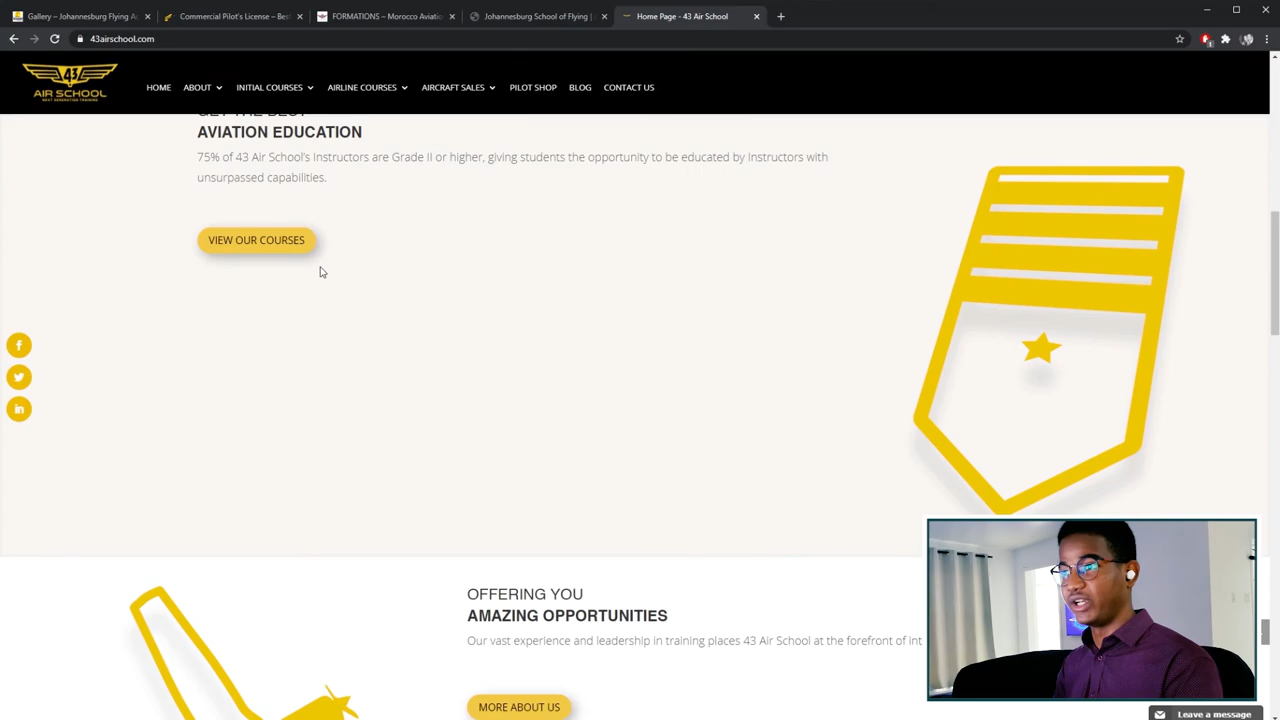 Gallery – Johannesburg Flying A
Commercial Pilot's License – Bes
FORMATIONS – Morocco Aviatio
Johannesburg School of Flying |
Home Page - 43 Air School
43airschool.com
43
AIR SCHOOL
NEXT GENERATION TRAINING
HOME
ABOUT
INITIAL COURSES
AIRLINE COURSES
AIRCRAFT SALES
PILOT SHOP
BLOG
CONTACT US
GET THE BEST
AVIATION EDUCATION
75% of 43 Air School's Instructors are Grade II or higher, giving students the opportunity to be educated by Instructors with
unsurpassed capabilities.
VIEW OUR COURSES
OFFERING YOU
AMAZING OPPORTUNITIES
Our vast experience and leadership in training places 43 Air School at the forefront of int
MORE ABOUT US
Leave a message